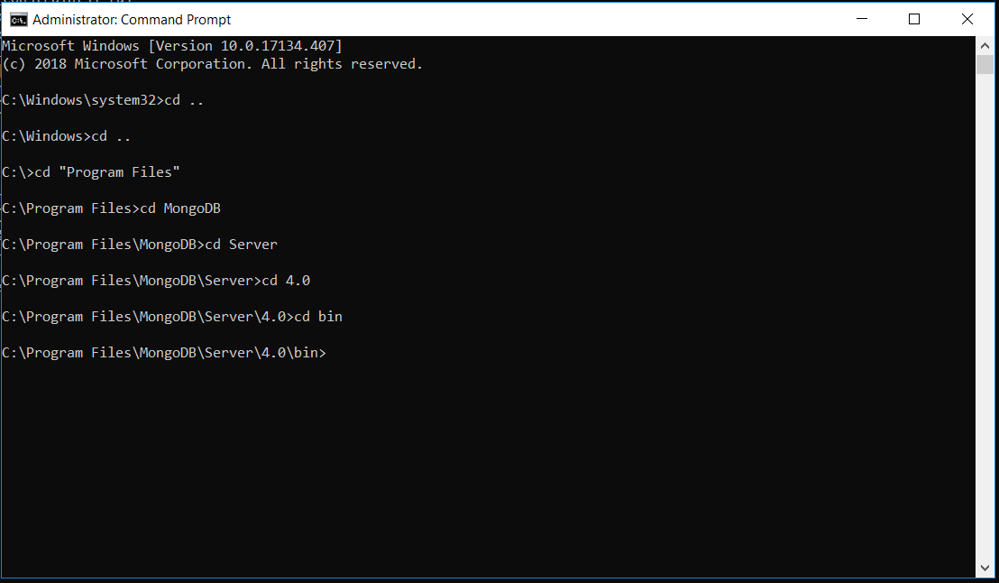 Administrator: Command Prompt
Microsoft Windows [Version 10.0.17134.407]
(c) 2018 Microsoft Corporation. All rights reserved.
C:\Windows\system32>cd ..
C:\Windows>cd ..
C:\>cd "Program Files"
C:\Program Files>cd MongoDB
C:\Program Files\MongoDB>cd Server
C:\Program Files\MongoDB\Server>cd 4.0
C:\Program Files\MongoDB\Server\4.0>cd bin
C:\Program Files\MongoDB\Server\4.0\bin>